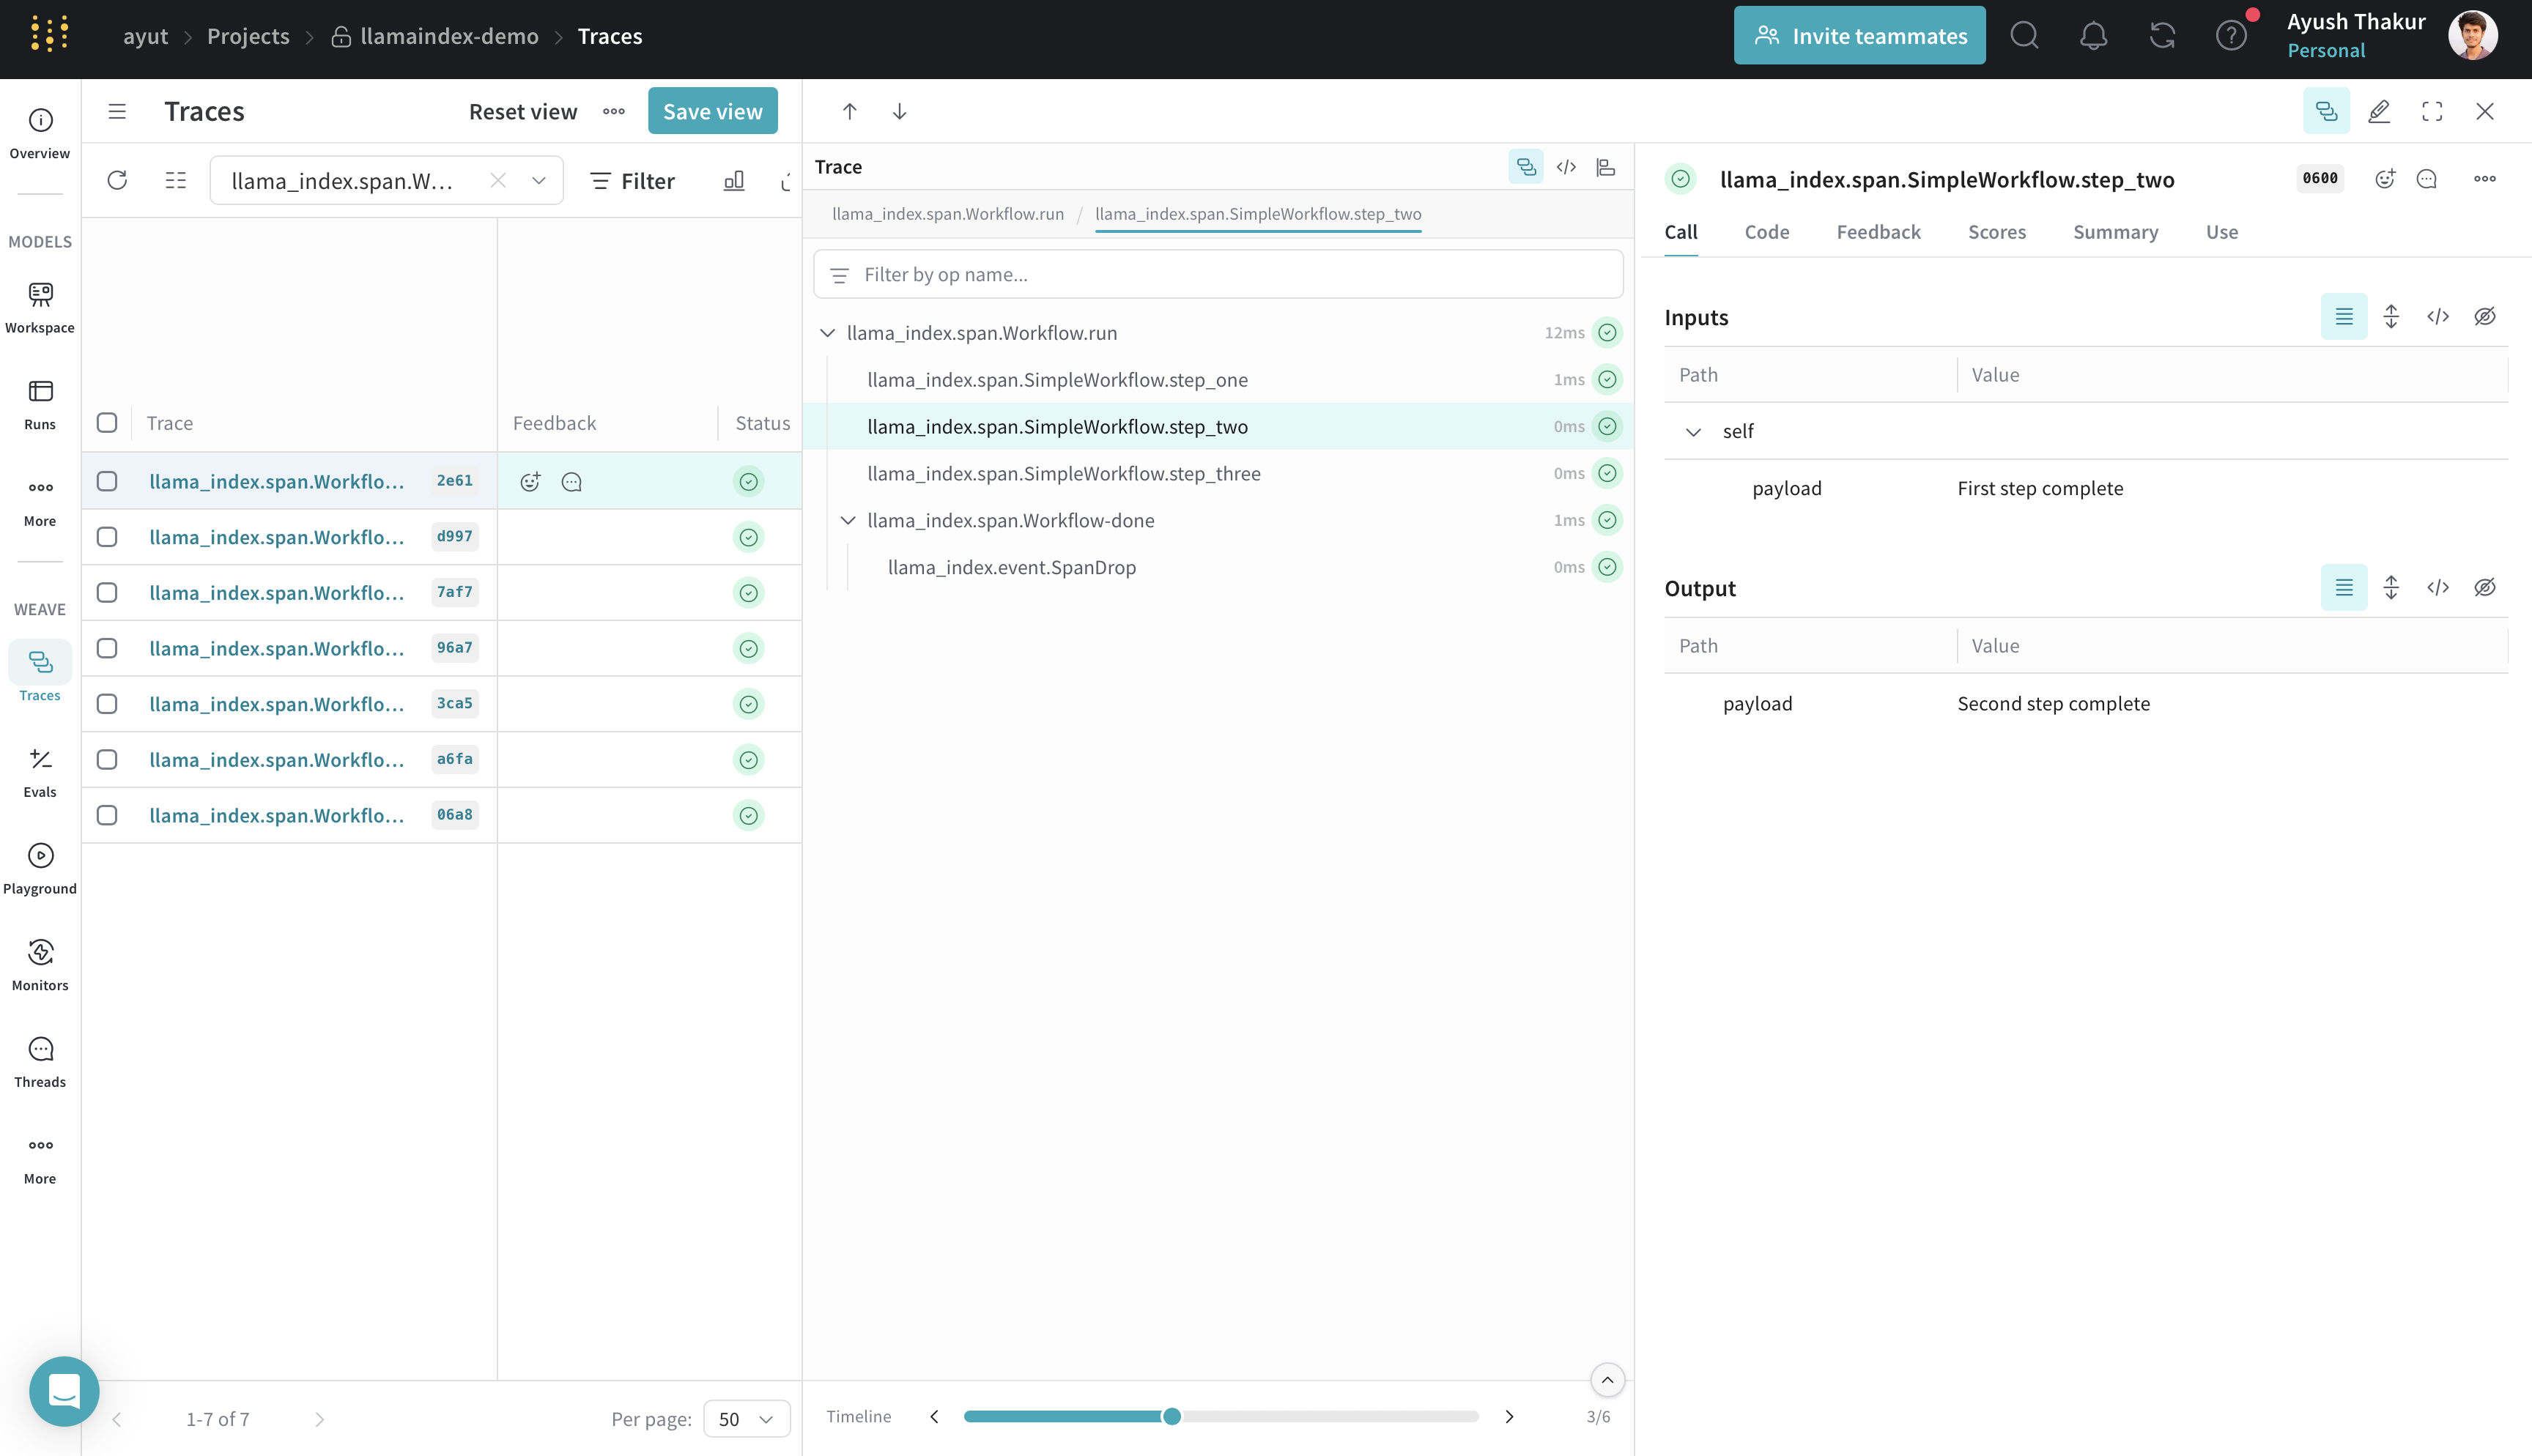 ayut
Projects
llamaindex-demo
Traces
Invite teammates
Ayush Thakur
Personal
Overview
MODELS
Workspace
Runs
More
WEAVE
Traces
Evals
Playground
Monitors
Threads
More
Traces
Reset view
Save view
llama_index.span.W...
Filter
Trace
Feedback
Status
llama_index.span.Workflo... 2e61
llama_index.span.Workflo... d997
llama_index.span.Workflo... 7af7
llama_index.span.Workflo... 96a7
llama_index.span.Workflo... 3ca5
llama_index.span.Workflo... a6fa
llama_index.span.Workflo... 06a8
1-7 of 7
Per page: 50
Trace
llama_index.span.Workflow.run / llama_index.span.SimpleWorkflow.step_two
Filter by op name...
llama_index.span.Workflow.run 12ms
llama_index.span.SimpleWorkflow.step_one 1ms
llama_index.span.SimpleWorkflow.step_two 0ms
llama_index.span.SimpleWorkflow.step_three 0ms
llama_index.span.Workflow-done 1ms
llama_index.event.SpanDrop 0ms
Timeline
3/6
llama_index.span.SimpleWorkflow.step_two 0600
Call Code Feedback Scores Summary Use
Inputs
Path Value
self
payload First step complete
Output
Path Value
payload Second step complete